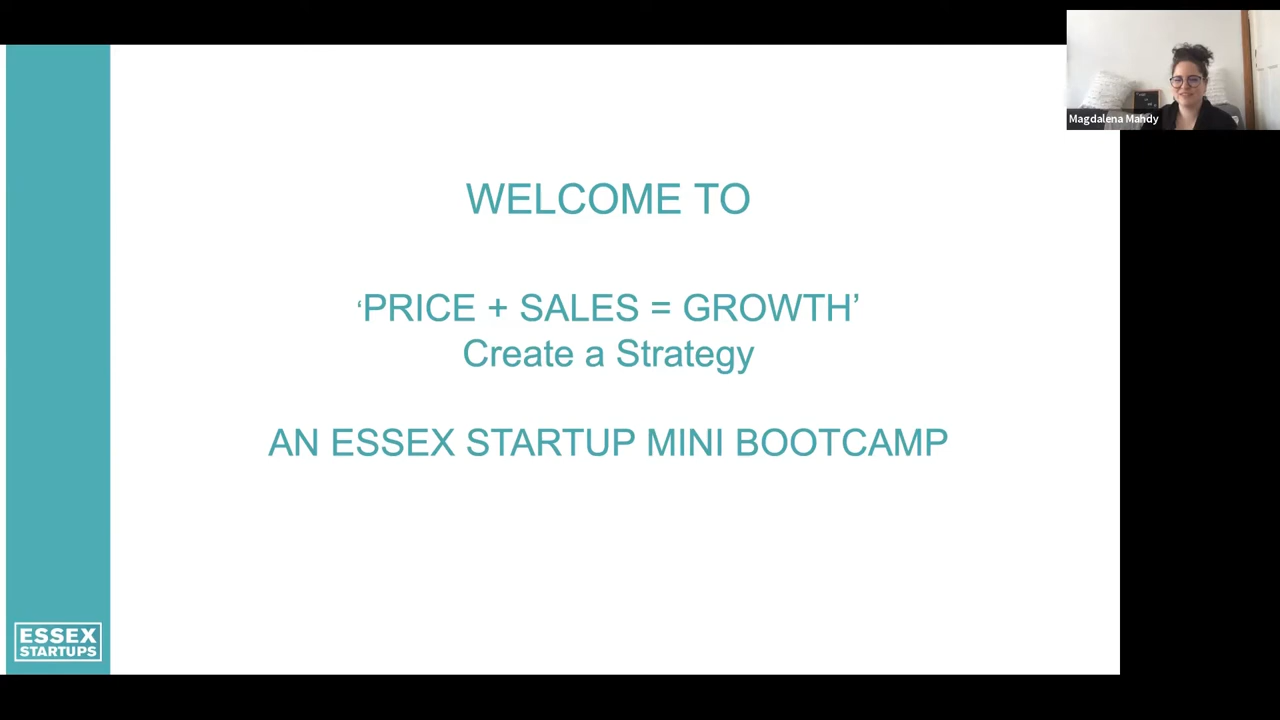 Magdalena Mahdy
WELCOME TO
‘PRICE + SALES = GROWTH’
Create a Strategy
AN ESSEX STARTUP MINI BOOTCAMP
ESSEX
STARTUPS